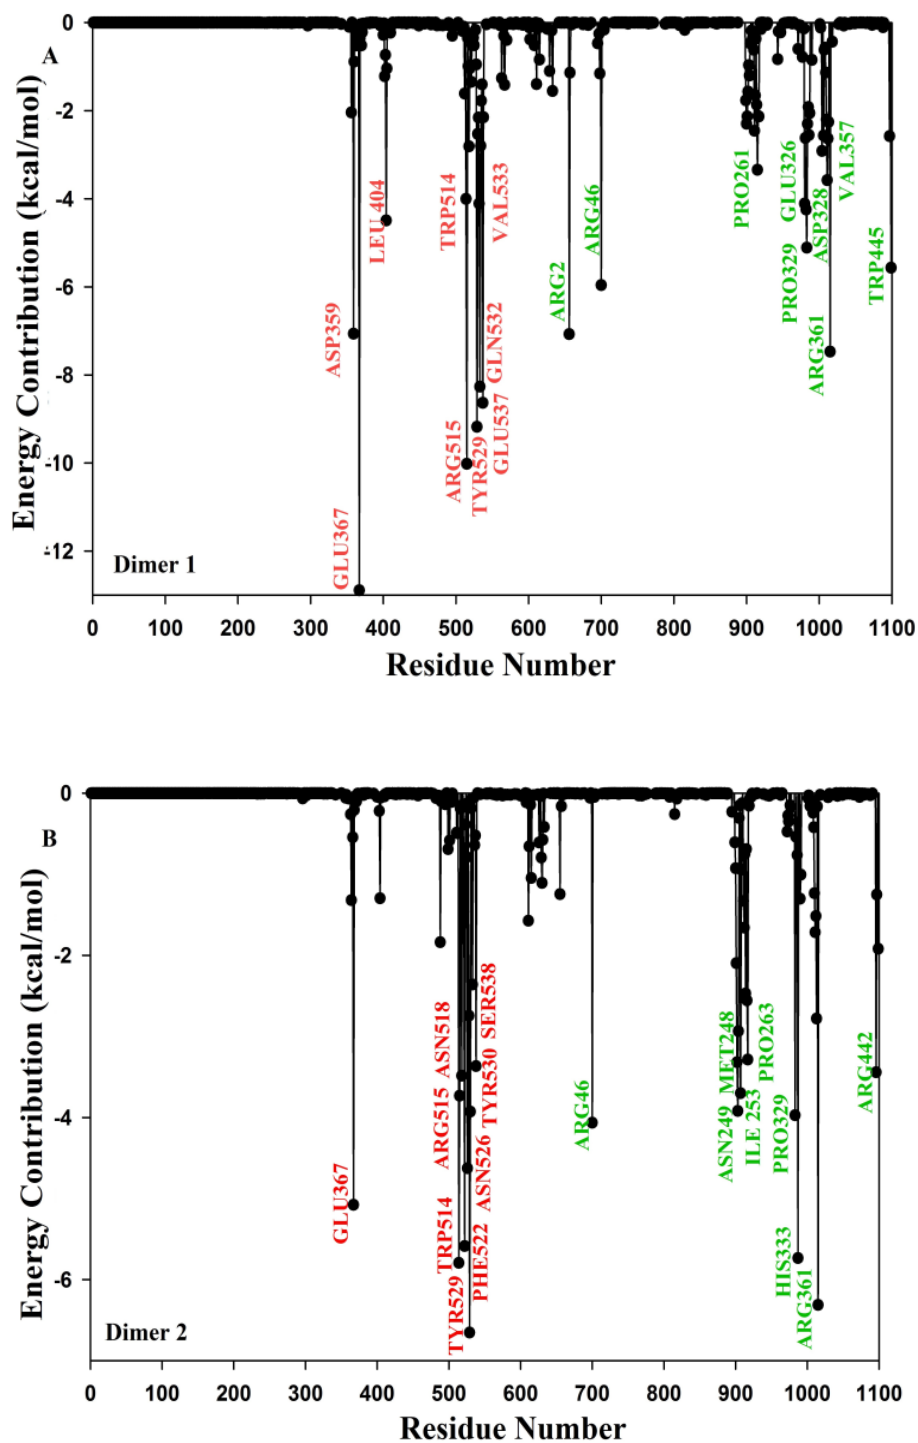 A
Energy Contribution (kcal/mol)
0
-2
-4
-6
-8
-10
-12
LEU 404
ASP359
GLU367
TRP514
VAL533
GLN532
ARG515
TYR529
GLU537
ARG2
ARG46
PRO261
GLU326
PRO329
ASP328
VAL357
ARG361
TRP445
Dimer 1
0 100 200 300 400 500 600 700 800 900 1000 1100
Residue Number
B
Energy Contribution (kcal/mol)
0
-2
-4
-6
GLU367
ARG515
ASN518
TRP514
TYR529
PHE522
ASN526
TYR530
SER538
ARG46
ASN249
MET248
ILE 253
PRO263
PRO329
HIS333
ARG361
ARG442
Dimer 2
0 100 200 300 400 500 600 700 800 900 1000 1100
Residue Number